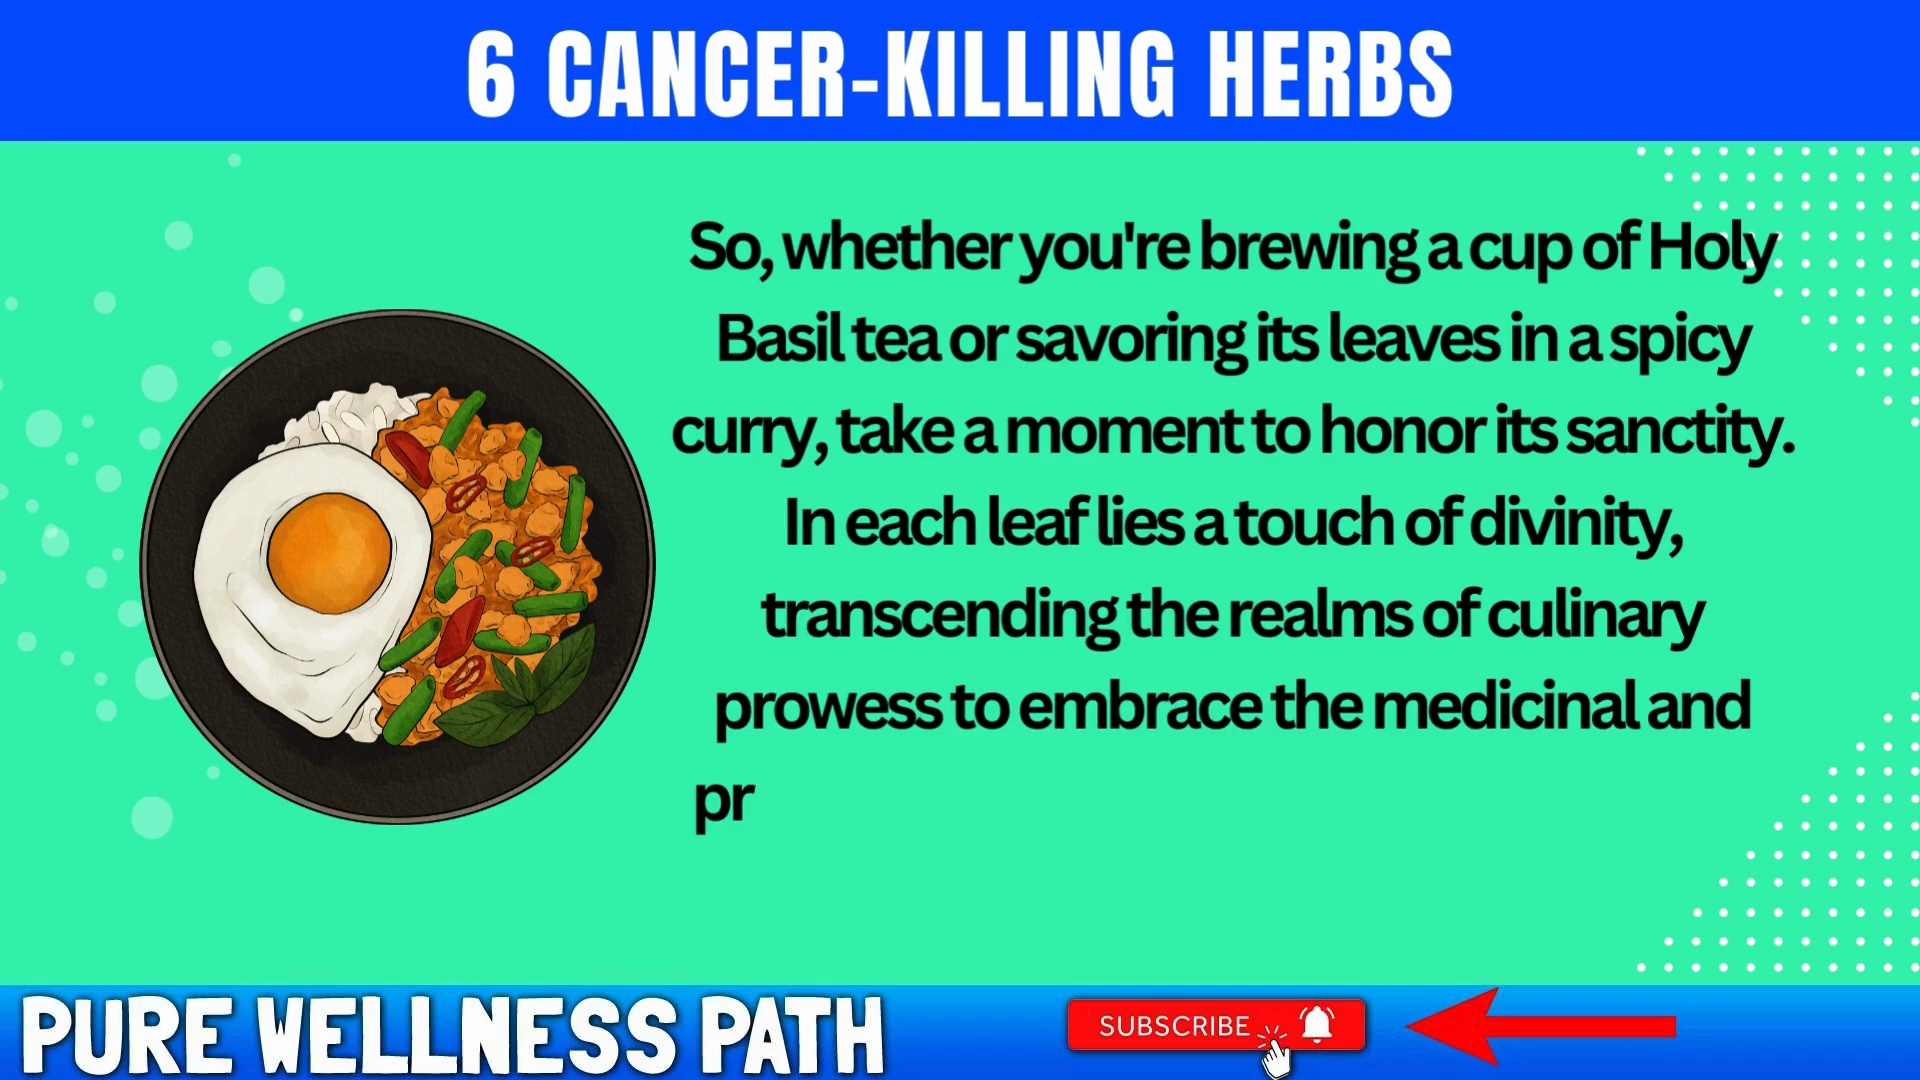 6 CANCER-KILLING HERBS
So, whether you're brewing a cup of Holy
Basil tea or savoring its leaves in a spicy
curry, take a moment to honor its sanctity.
In each leaf lies a touch of divinity,
transcending the realms of culinary
prowess to embrace the medicinal and
pr
PURE WELLNESS PATH
SUBSCRIBE